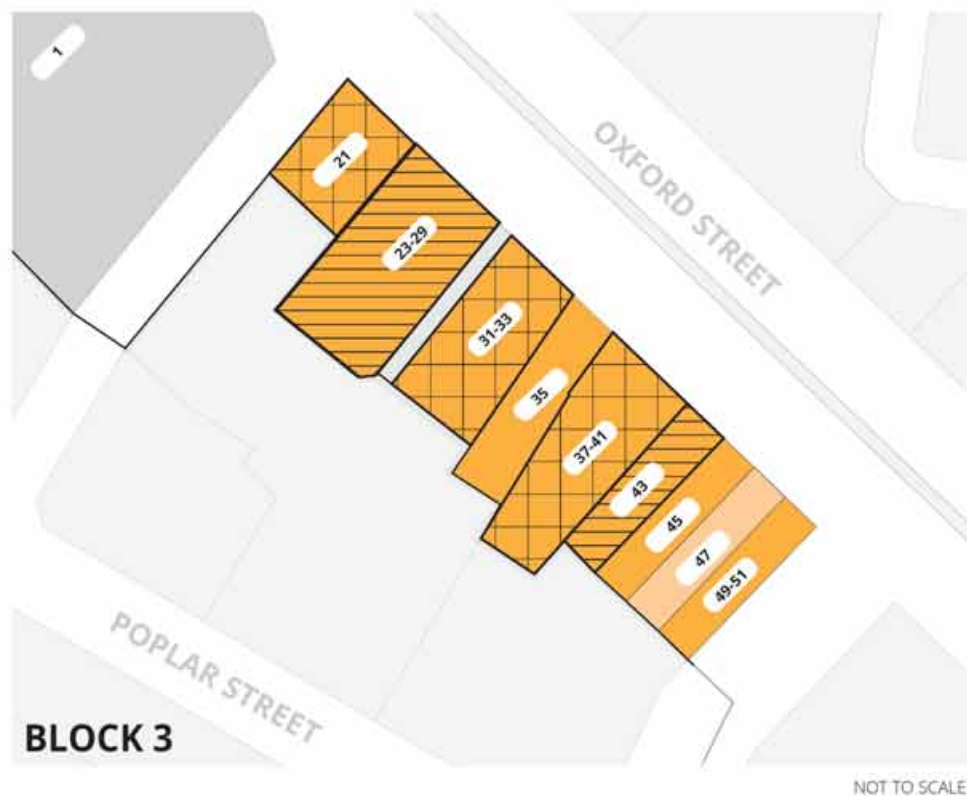 1
21
23-29
OXFORD STREET
31-33
35
37-41
43
45
47
49-51
POPLAR STREET
BLOCK 3
NOT TO SCALE